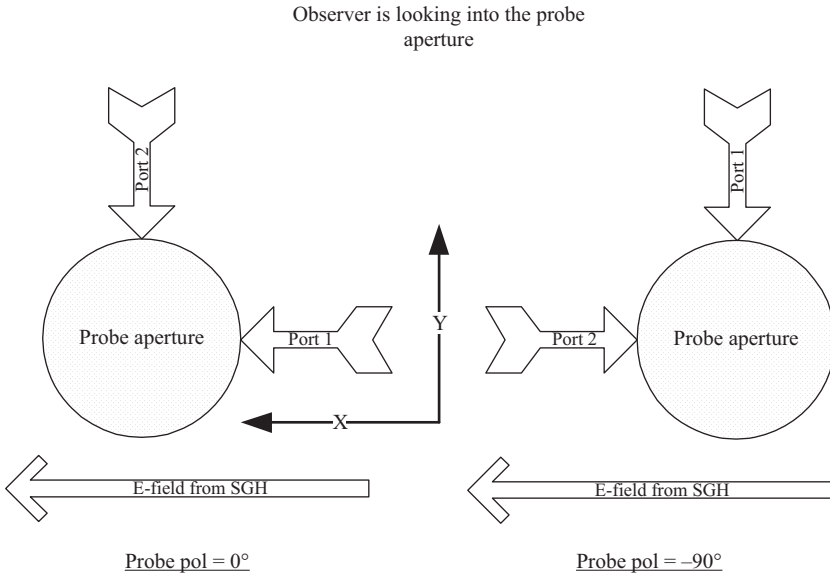 Observer is looking into the probe
aperture
Port 2
Port 1
Probe aperture
Port 1
Y
Port 2
Probe aperture
X
E-field from SGH
E-field from SGH
Probe pol = 0°
Probe pol = –90°